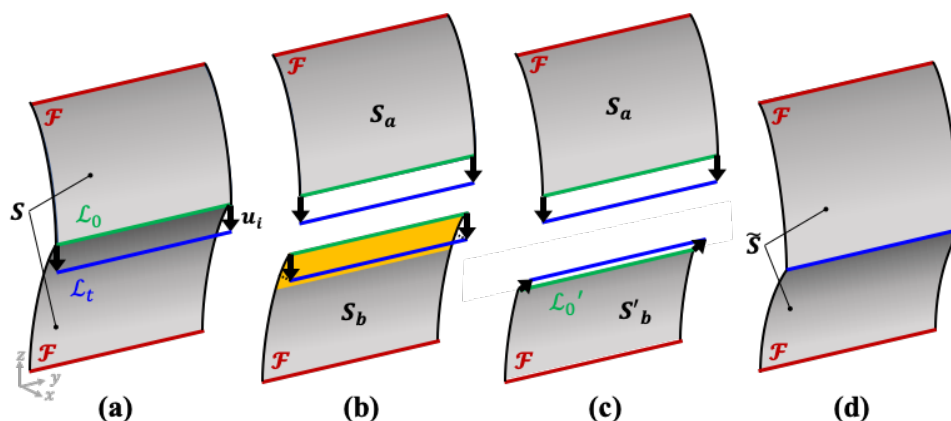 ℱ
S
ℒ₀
uᵢ
ℒₜ
ℱ
z
y
x
(a)
ℱ
Sₐ
S_b
ℱ
(b)
ℱ
Sₐ
ℒ₀′
S′_b
ℱ
(c)
ℱ
S̃
ℱ
(d)